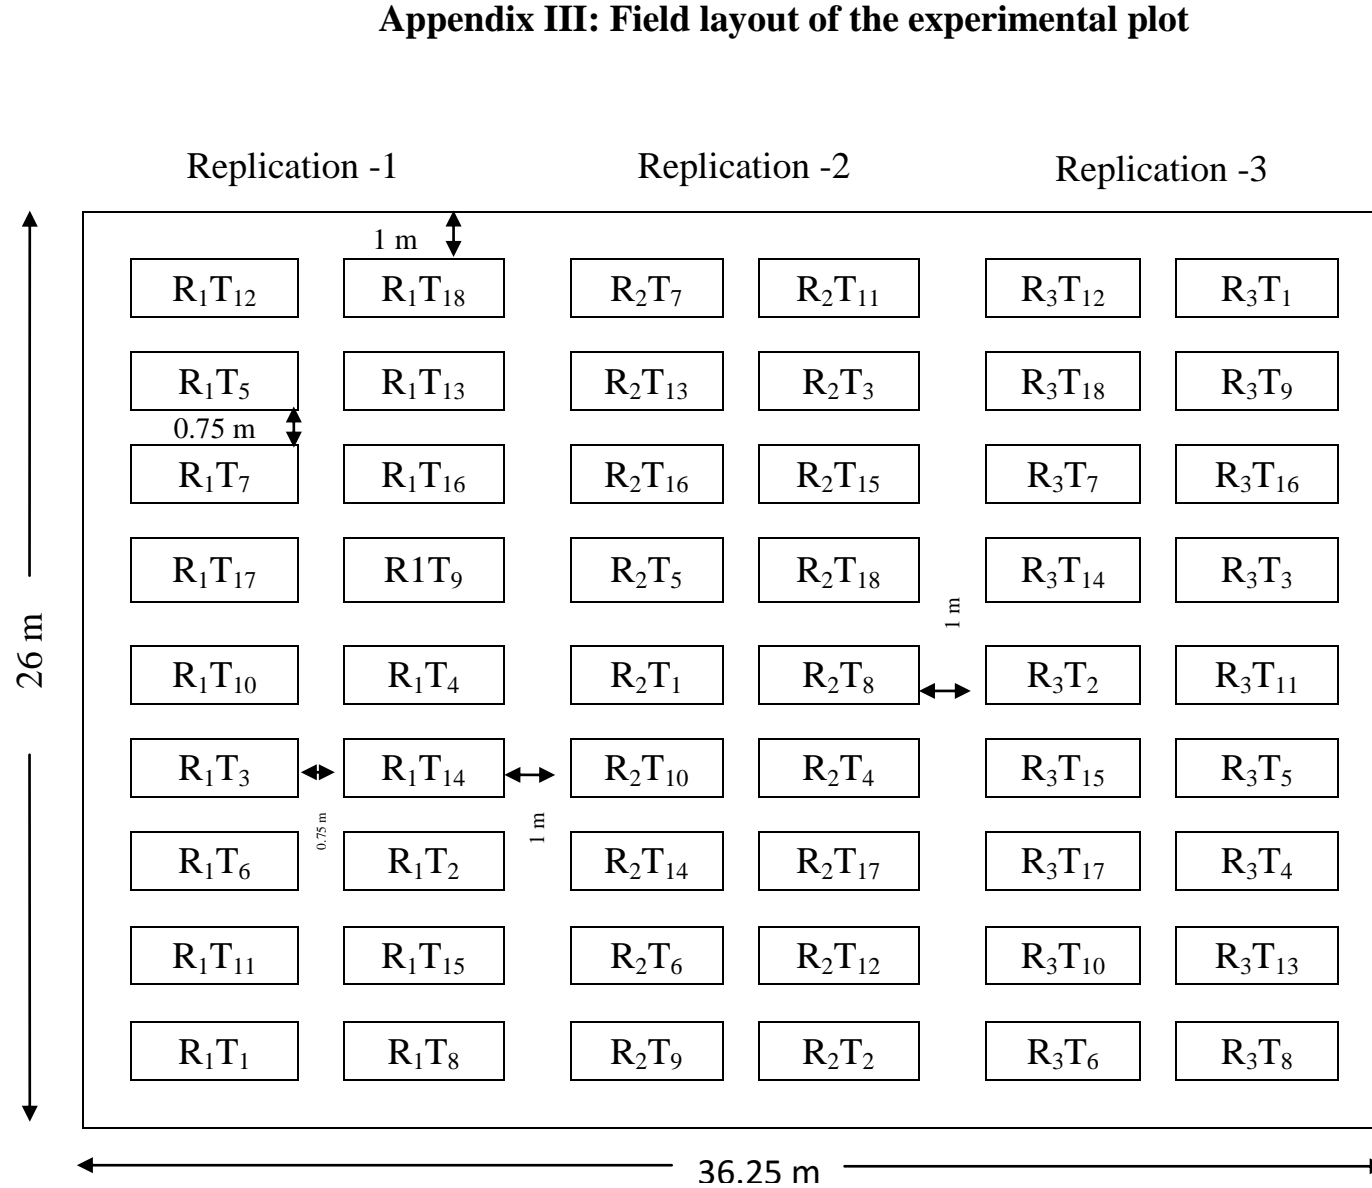 Appendix III: Field layout of the experimental plot
Replication -1 Replication -2 Replication -3
1 m
R₁T₁₂ R₁T₁₈ R₂T₇ R₂T₁₁ R₃T₁₂ R₃T₁
R₁T₅ R₁T₁₃ R₂T₁₃ R₂T₃ R₃T₁₈ R₃T₉
0.75 m
R₁T₇ R₁T₁₆ R₂T₁₆ R₂T₁₅ R₃T₇ R₃T₁₆
R₁T₁₇ R1T₉ R₂T₅ R₂T₁₈ R₃T₁₄ R₃T₃
1 m
26 m
R₁T₁₀ R₁T₄ R₂T₁ R₂T₈ R₃T₂ R₃T₁₁
R₁T₃ R₁T₁₄ R₂T₁₀ R₂T₄ R₃T₁₅ R₃T₅
0.75 m
1 m
R₁T₆ R₁T₂ R₂T₁₄ R₂T₁₇ R₃T₁₇ R₃T₄
R₁T₁₁ R₁T₁₅ R₂T₆ R₂T₁₂ R₃T₁₀ R₃T₁₃
R₁T₁ R₁T₈ R₂T₉ R₂T₂ R₃T₆ R₃T₈
36.25 m